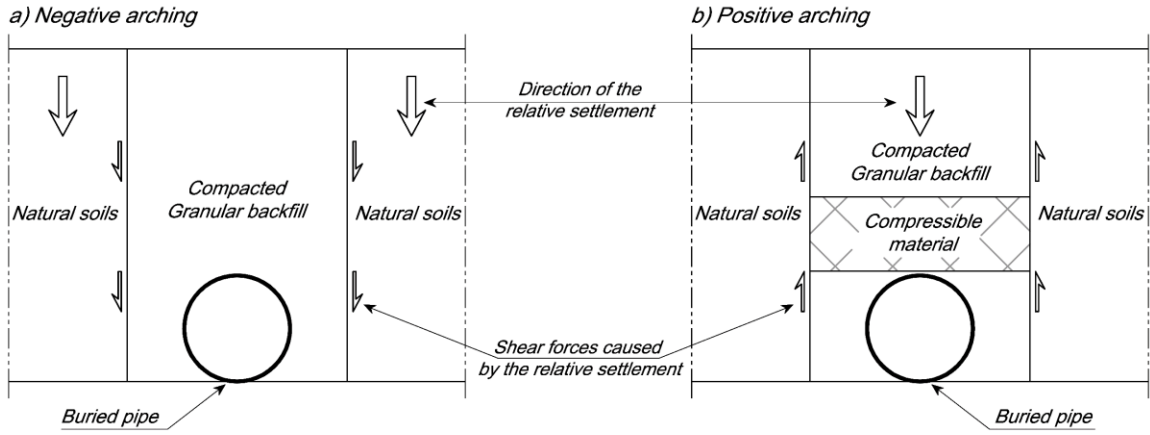 a) Negative arching
b) Positive arching
Direction of the
relative settlement
Compacted
Granular backfill
Compacted
Granular backfill
Natural soils
Natural soils
Natural soils
Natural soils
Compressible
material
Shear forces caused
by the relative settlement
Buried pipe
Buried pipe